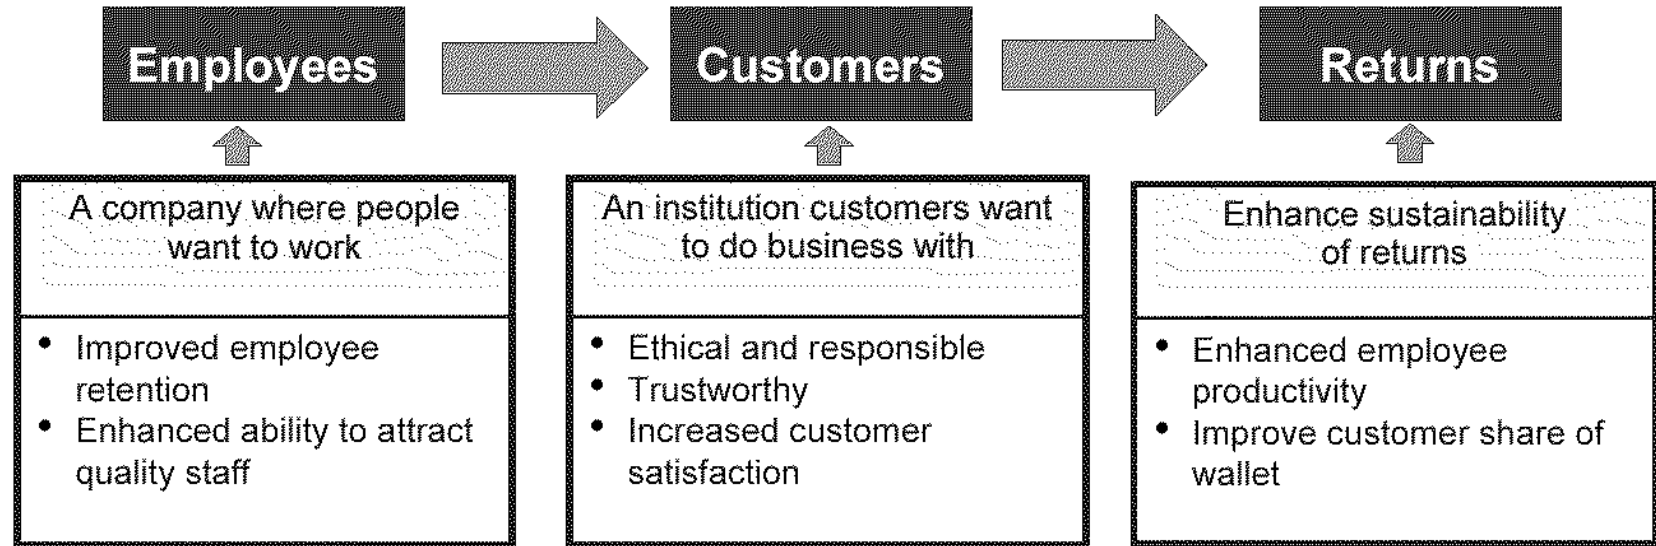 Employees
Customers
Returns
A company where people
want to work
• Improved employee
retention
• Enhanced ability to attract
quality staff
An institution customers want
to do business with
• Ethical and responsible
• Trustworthy
• Increased customer
satisfaction
Enhance sustainability
of returns
• Enhanced employee
productivity
• Improve customer share of
wallet